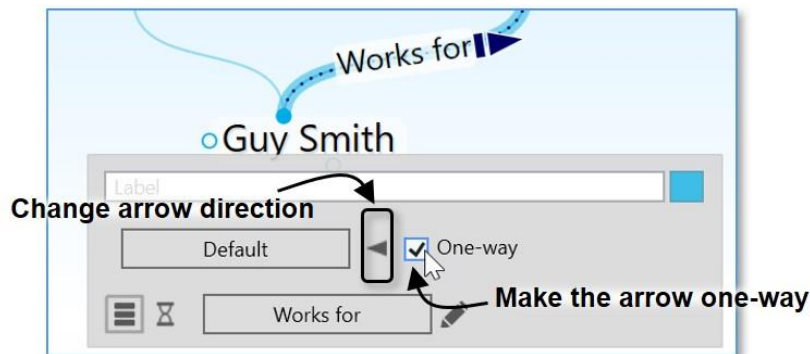 Works for
Guy Smith
Label
Change arrow direction
Default
One-way
Make the arrow one-way
Works for